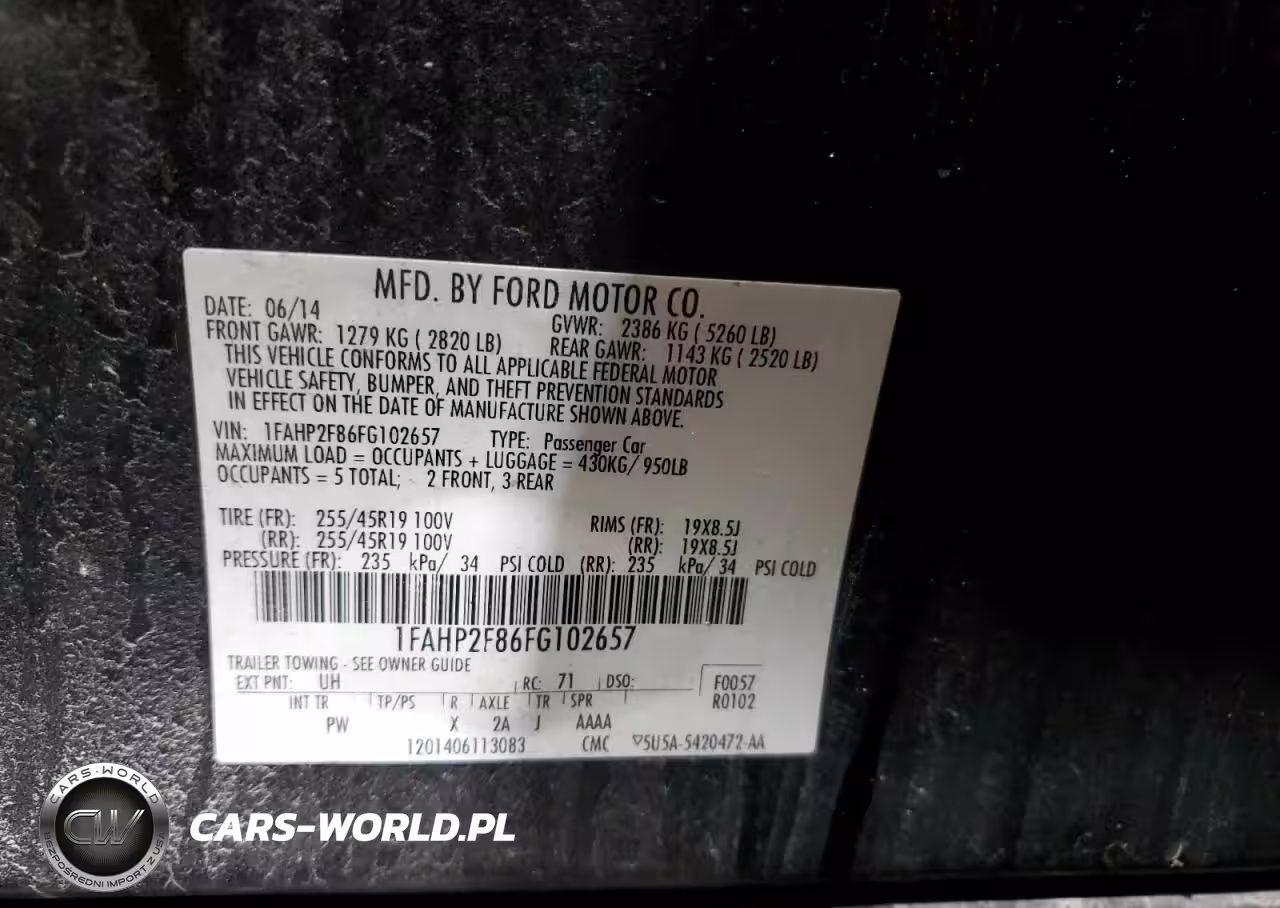 MFD. BY FORD MOTOR CO.
DATE: 06/14 GVWR: 2386 KG ( 5260 LB)
FRONT GAWR: 1279 KG ( 2820 LB) REAR GAWR: 1143 KG ( 2520 LB)
THIS VEHICLE CONFORMS TO ALL APPLICABLE FEDERAL MOTOR
VEHICLE SAFETY, BUMPER, AND THEFT PREVENTION STANDARDS
IN EFFECT ON THE DATE OF MANUFACTURE SHOWN ABOVE.
VIN: 1FAHP2F86FG102657 TYPE: Passenger Car
MAXIMUM LOAD = OCCUPANTS + LUGGAGE = 430KG/ 950LB
OCCUPANTS = 5 TOTAL; 2 FRONT, 3 REAR
TIRE (FR): 255/45R19 100V RIMS (FR): 19X8.5J
(RR): 255/45R19 100V (RR): 19X8.5J
PRESSURE (FR): 235 kPa/ 34 PSI COLD (RR): 235 kPa/ 34 PSI COLD
1FAHP2F86FG102657
TRAILER TOWING - SEE OWNER GUIDE
EXT PNT: UH RC: 71 DSO: F0057
INT TR TP/PS R AXLE TR SPR R0102
PW X 2A J AAAA
1201406113083 CMC 5U5A-5420472-AA
CARS-WORLD
CW
BEZPOŚREDNI IMPORT Z USA
CARS-WORLD.PL